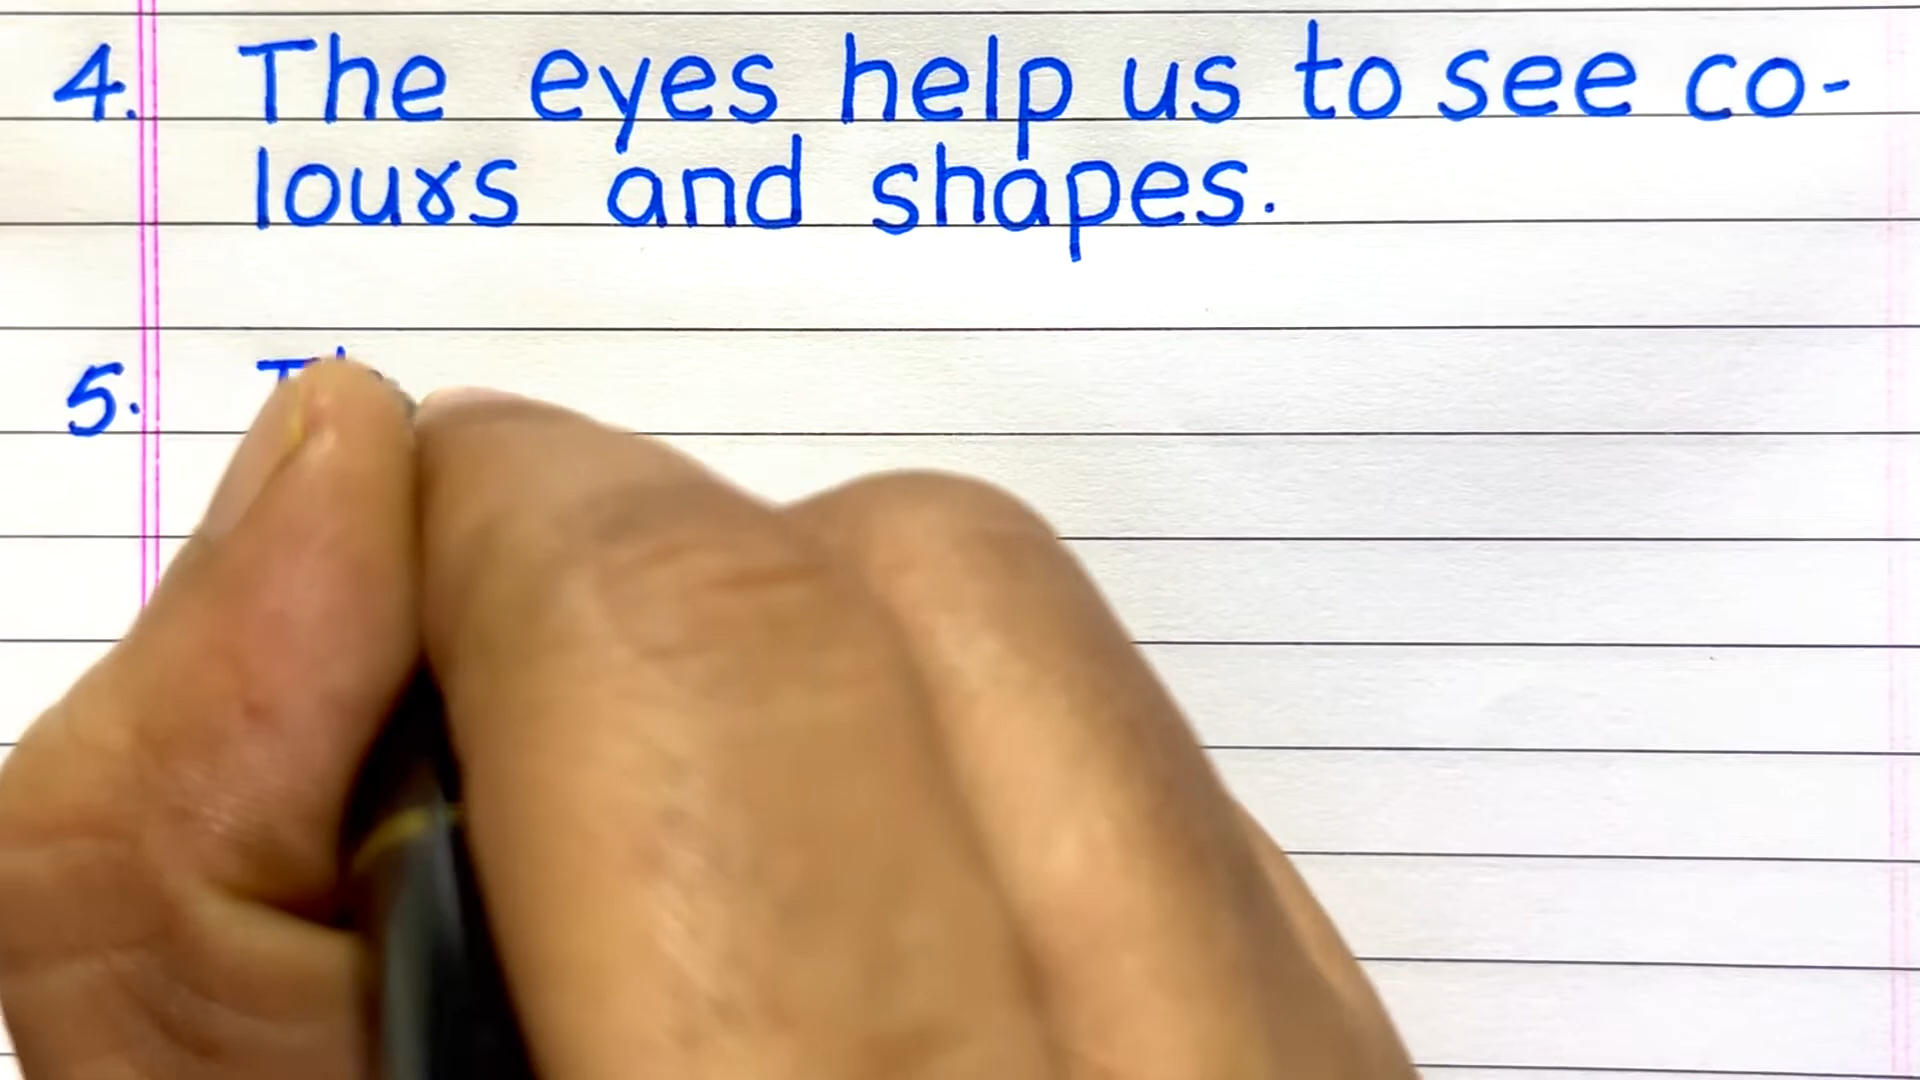 4. The eyes help us to see co-
lours and shapes.
5.